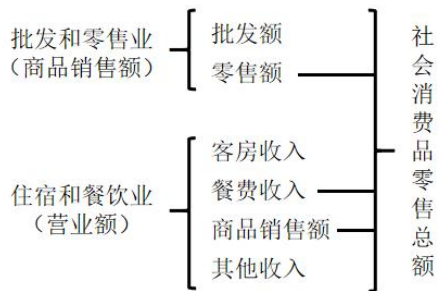 批发和零售业
（商品销售额）
批发额
零售额
住宿和餐饮业
（营业额）
客房收入
餐费收入
商品销售额
其他收入
社会消费品零售总额